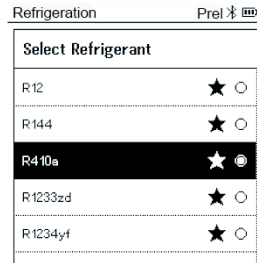 Refrigeration Prel
Select Refrigerant
R12
R144
R410a
R1233zd
R1234yf